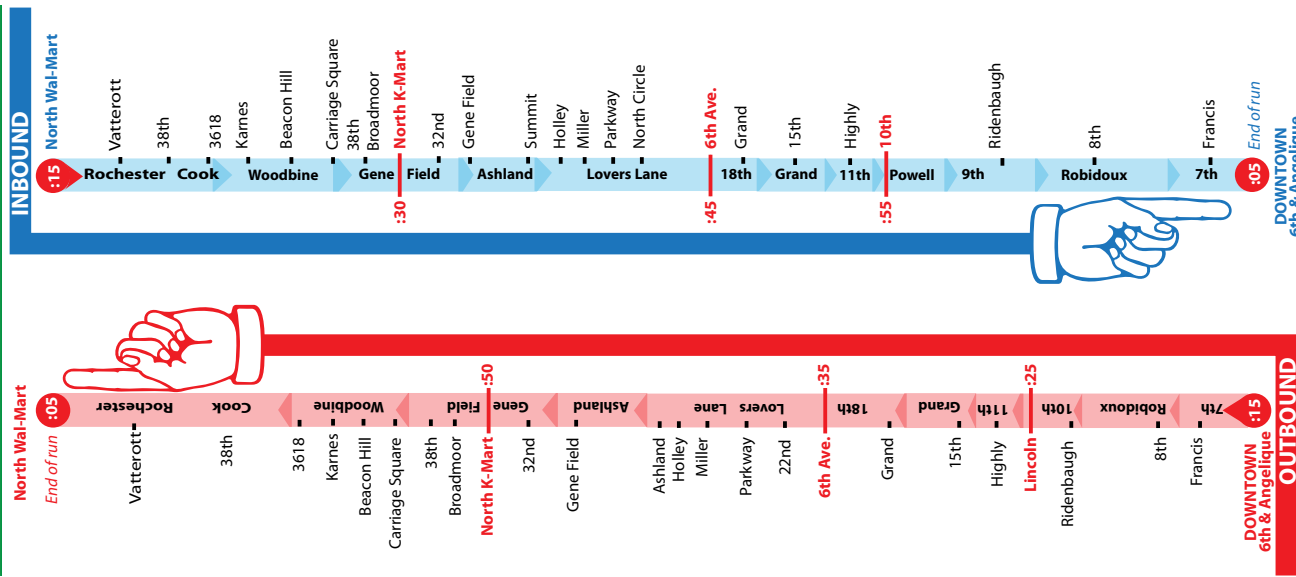 INBOUND
North Wal-Mart
:15
Vatterott
38th
3618
Karnes
Beacon Hill
Carriage Square
38th
Broadmoor
North K-Mart
32nd
Gene Field
Summit
Holley
Miller
Parkway
North Circle
6th Ave.
Grand
15th
Highly
10th
Ridenbaugh
8th
Francis
End of run
Rochester
Cook
Woodbine
Gene
Field
Ashland
Lovers Lane
18th
Grand
11th
Powell
9th
Robidoux
7th
:05
:30
:45
:55
DOWNTOWN
6th & Angelique
North Wal-Mart
End of run
:05
:50
:35
:25
Rochester
Cook
Woodbine
Field
Gene
Ashland
Lovers Lane
18th
Grand
11th
10th
Robidoux
7th
:15
Vatterott
38th
3618
Karnes
Beacon Hill
Carriage Square
38th
Broadmoor
North K-Mart
32nd
Gene Field
Ashland
Holley
Miller
Parkway
22nd
6th Ave.
Grand
15th
Highly
Lincoln
Ridenbaugh
8th
Francis
DOWNTOWN
6th & Angelique
OUTBOUND